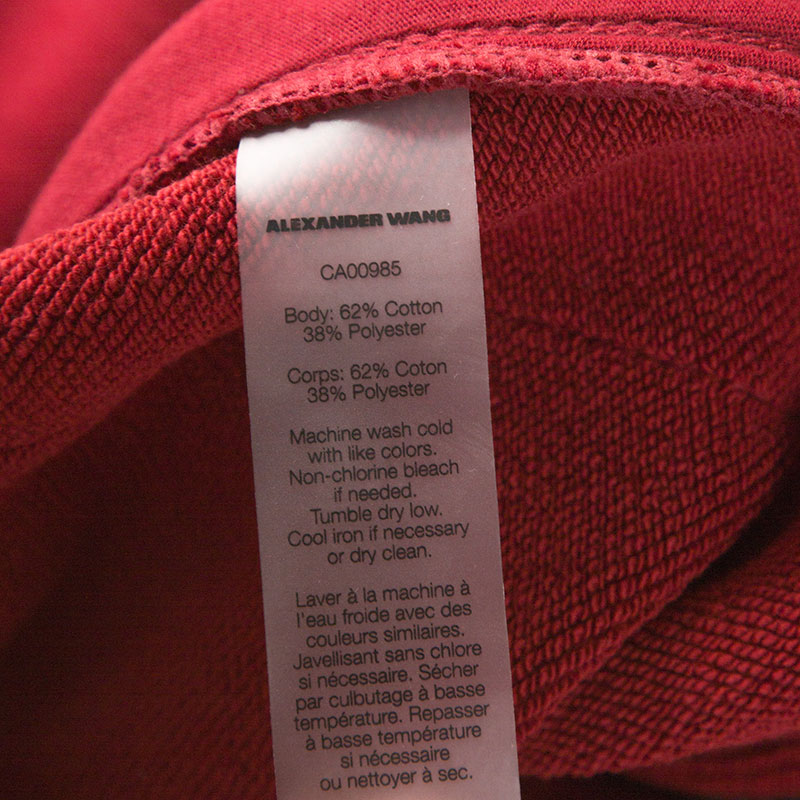 ALEXANDER WANG
CA00985
Body: 62% Cotton
38% Polyester
Corps: 62% Coton
38% Polyester
Machine wash cold
with like colors.
Non-chlorine bleach
if needed.
Tumble dry low.
Cool iron if necessary
or dry clean.
Laver à la machine à
l'eau froide avec des
couleurs similaires.
Javellisant sans chlore
si nécessaire. Sécher
par culbutage à basse
température. Repasser
à basse température
si nécessaire
ou nettoyer à sec.